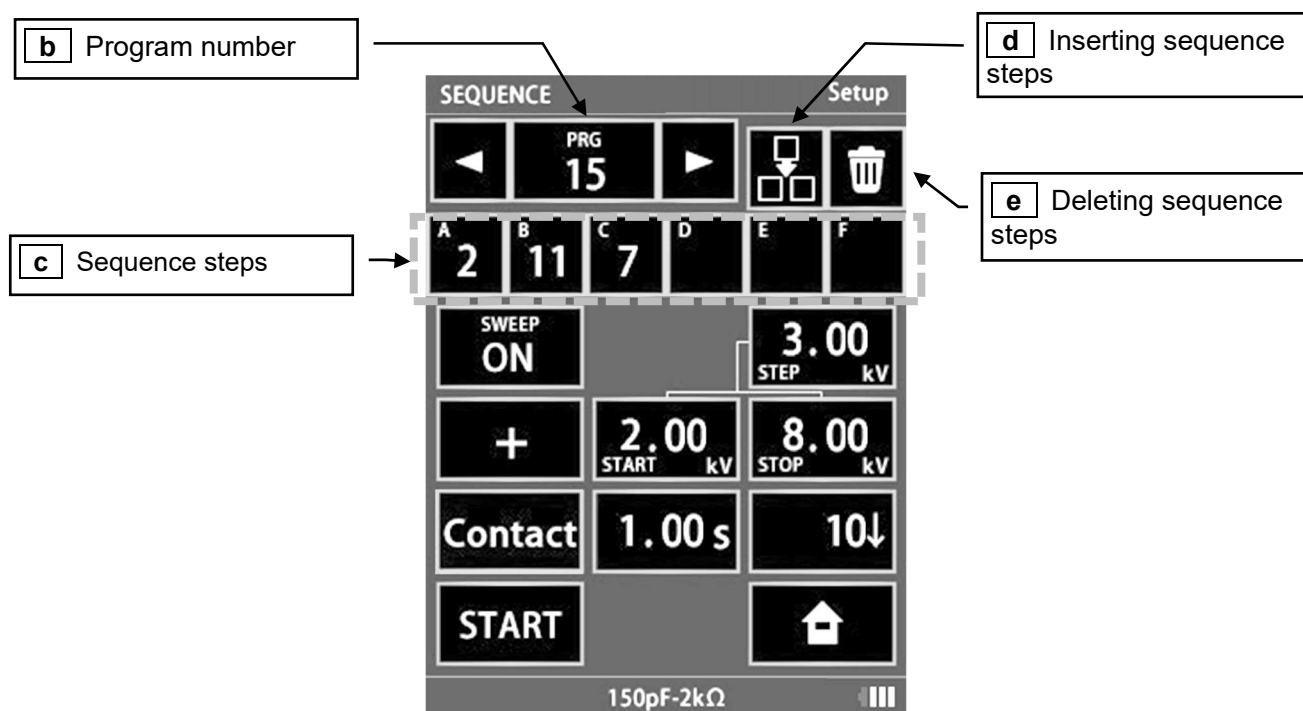 b Program number
d Inserting sequence
steps
SEQUENCE Setup
PRG
15
e Deleting sequence
steps
c Sequence steps
A B C D E F
2 11 7
SWEEP
ON
3.00
STEP kV
+
2.00
START kV
8.00
STOP kV
Contact
1.00 s
10↓
START
150pF-2kΩ